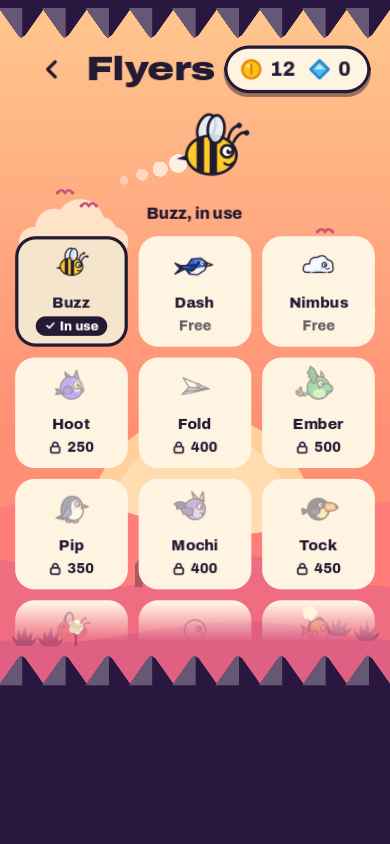 Flyers
12
0
Buzz, in use
Buzz
In use
Dash
Free
Nimbus
Free
Hoot
250
Fold
400
Ember
500
Pip
350
Mochi
400
Tock
450